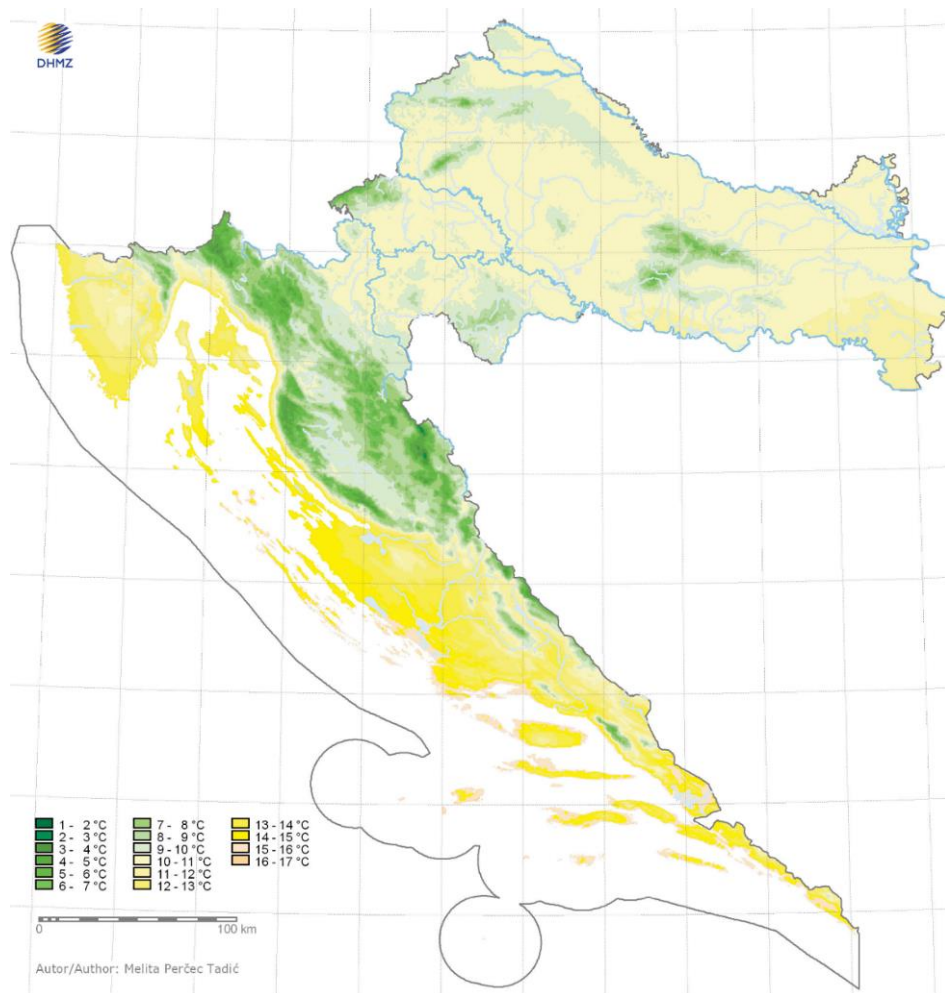 DHMZ
1 - 2 °C
2 - 3 °C
3 - 4 °C
4 - 5 °C
5 - 6 °C
6 - 7 °C
7 - 8 °C
8 - 9 °C
9 - 10 °C
10 - 11 °C
11 - 12 °C
12 - 13 °C
13 - 14 °C
14 - 15 °C
15 - 16 °C
16 - 17 °C
0 100 km
Autor/Author: Melita Perčec Tadić